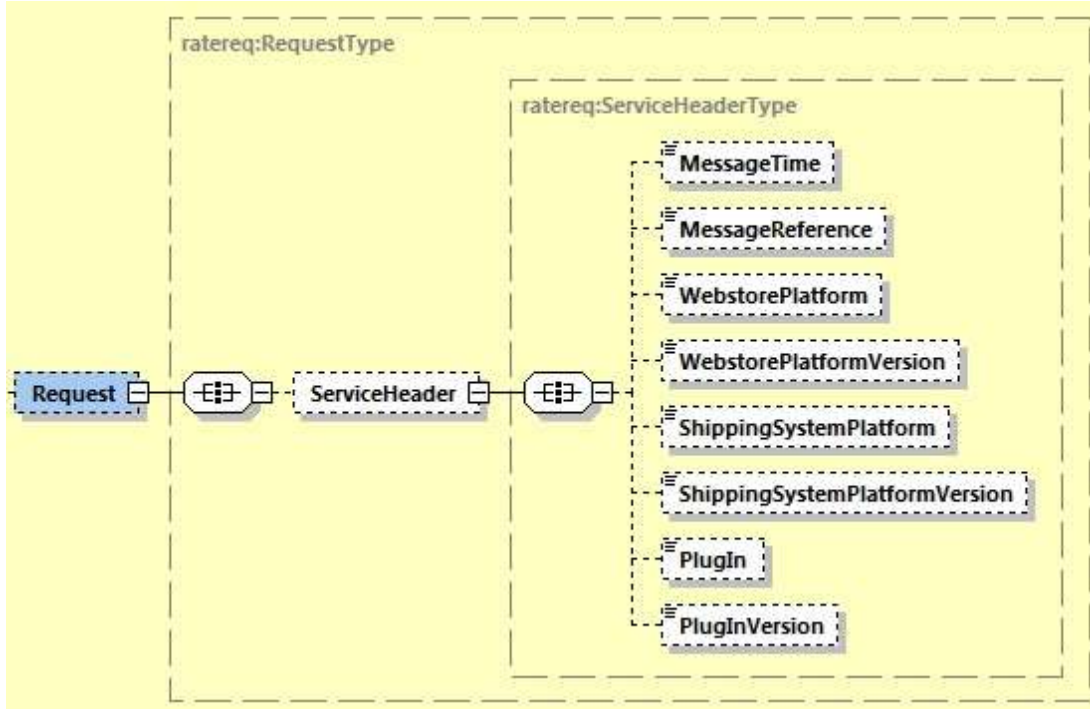 ratereq:RequestType
ratereq:ServiceHeaderType
MessageTime
MessageReference
WebstorePlatform
WebstorePlatformVersion
Request
ServiceHeader
ShippingSystemPlatform
ShippingSystemPlatformVersion
PlugIn
PlugInVersion